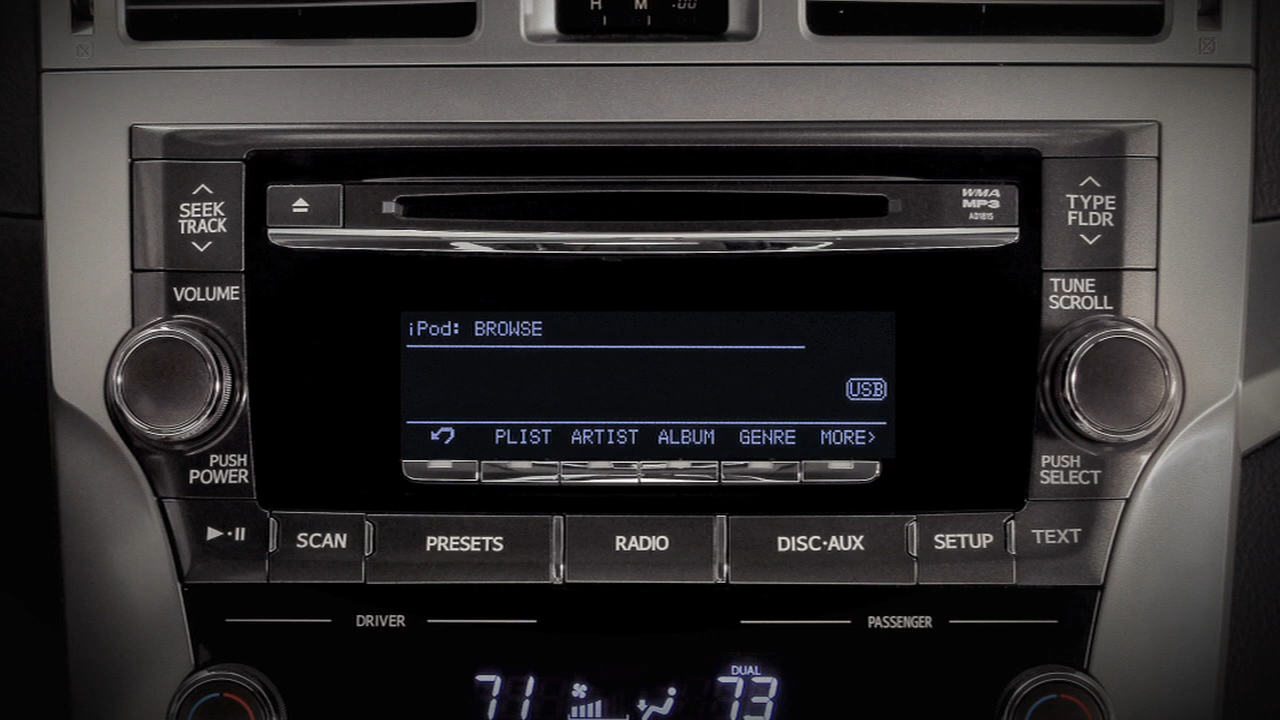 H M :00
WMA
MP3
AD1815
SEEK
TRACK
TYPE
FLDR
VOLUME
TUNE
SCROLL
iPod: BROWSE
USB
PLIST ARTIST ALBUM GENRE MORE>
PUSH
POWER
PUSH
SELECT
SCAN PRESETS RADIO DISC·AUX SETUP TEXT
DRIVER PASSENGER
DUAL
71 73